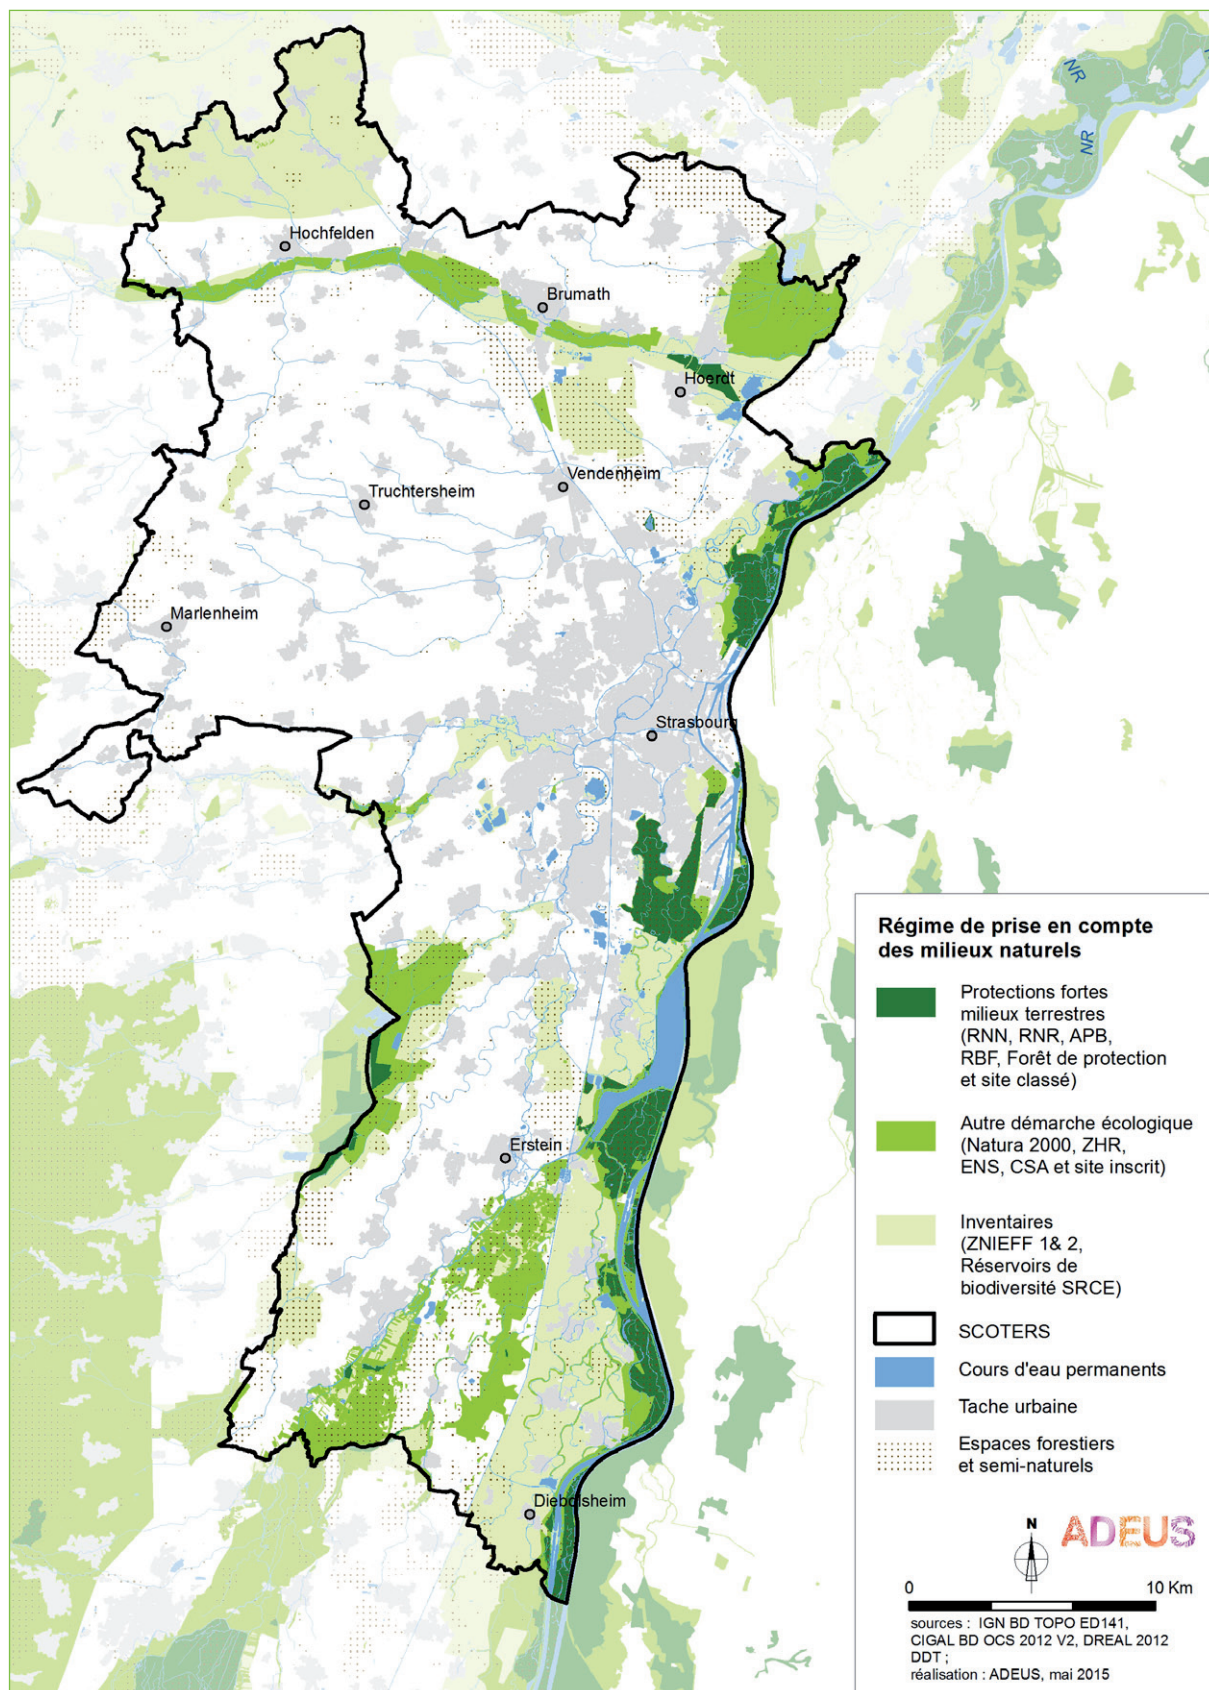 NR
NR
Hochfelden
Brumath
Hoerdt
Vendenheim
Truchtersheim
Marlenheim
Strasbourg
Erstein
Diebolsheim
Régime de prise en compte
des milieux naturels
Protections fortes
milieux terrestres
(RNN, RNR, APB,
RBF, Forêt de protection
et site classé)
Autre démarche écologique
(Natura 2000, ZHR,
ENS, CSA et site inscrit)
Inventaires
(ZNIEFF 1& 2,
Réservoirs de
biodiversité SRCE)
SCOTERS
Cours d'eau permanents
Tache urbaine
Espaces forestiers
et semi-naturels
N
ADEUS
0 10 Km
sources : IGN BD TOPO ED141,
CIGAL BD OCS 2012 V2, DREAL 2012
DDT ;
réalisation : ADEUS, mai 2015